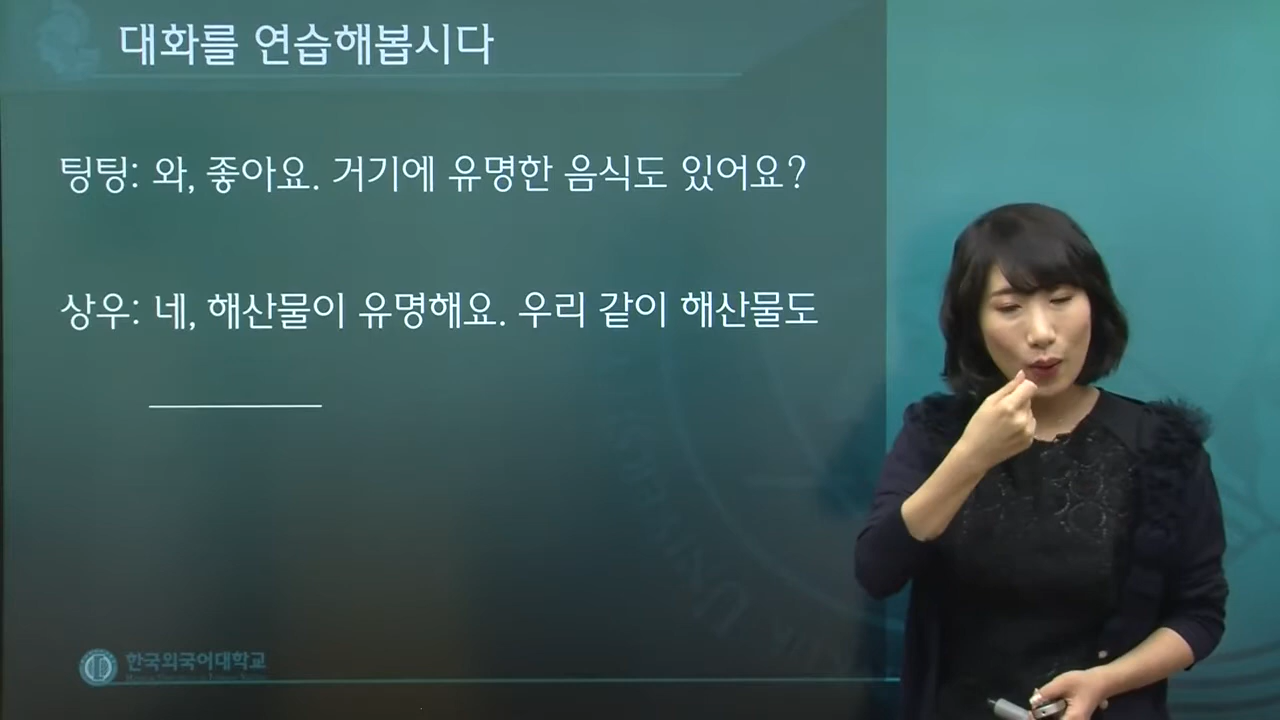 대화를 연습해봅시다
팅팅: 와, 좋아요. 거기에 유명한 음식도 있어요?
상우: 네, 해산물이 유명해요. 우리 같이 해산물도
한국외국어대학교